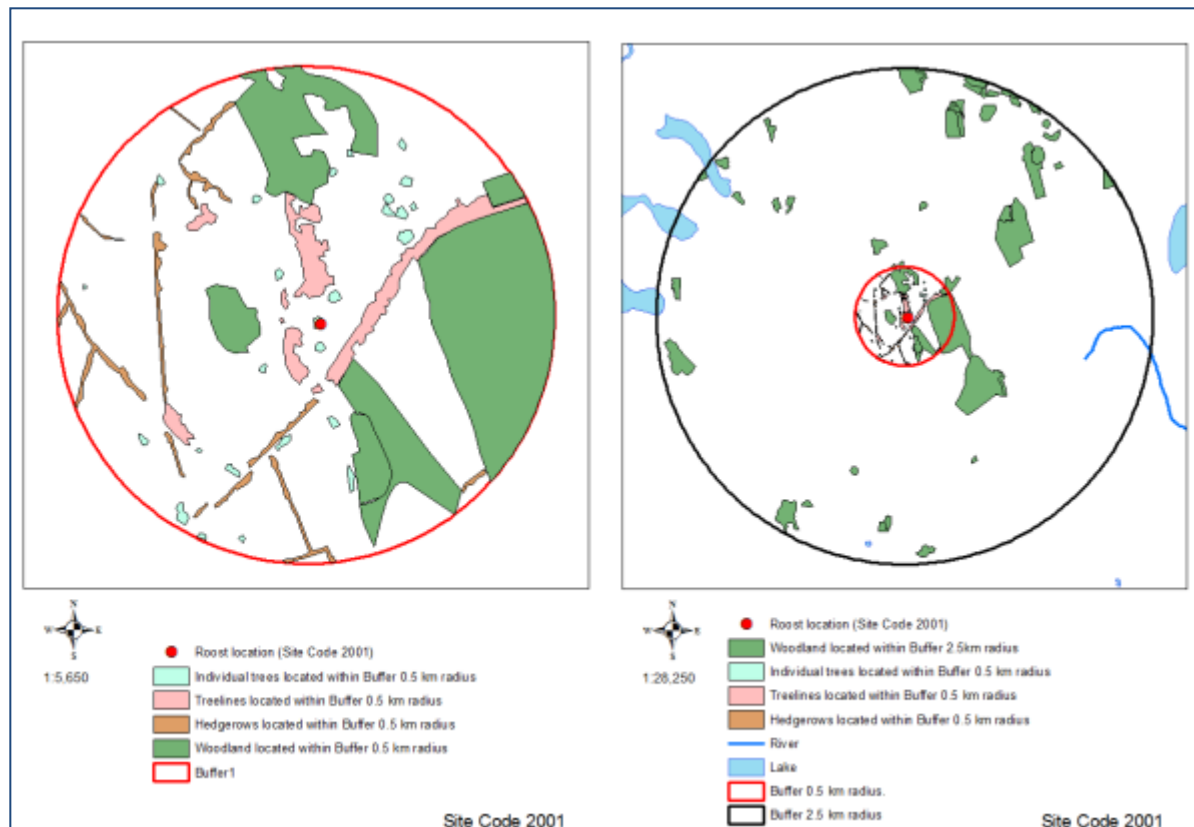 N
W E
S
1:5,650
Roost location (Site Code 2001)
Individual trees located within Buffer 0.5 km radius
Treelines located within Buffer 0.5 km radius
Hedgerows located within Buffer 0.5 km radius
Woodland located within Buffer 0.5 km radius
Buffer1
Site Code 2001
N
W E
S
1:28,250
Roost location (Site Code 2001)
Woodland located within Buffer 2.5km radius
Individual trees located within Buffer 0.5 km radius
Treelines located within Buffer 0.5 km radius
Hedgerows located within Buffer 0.5 km radius
River
Lake
Buffer 0.5 km radius.
Buffer 2.5 km radius
Site Code 2001